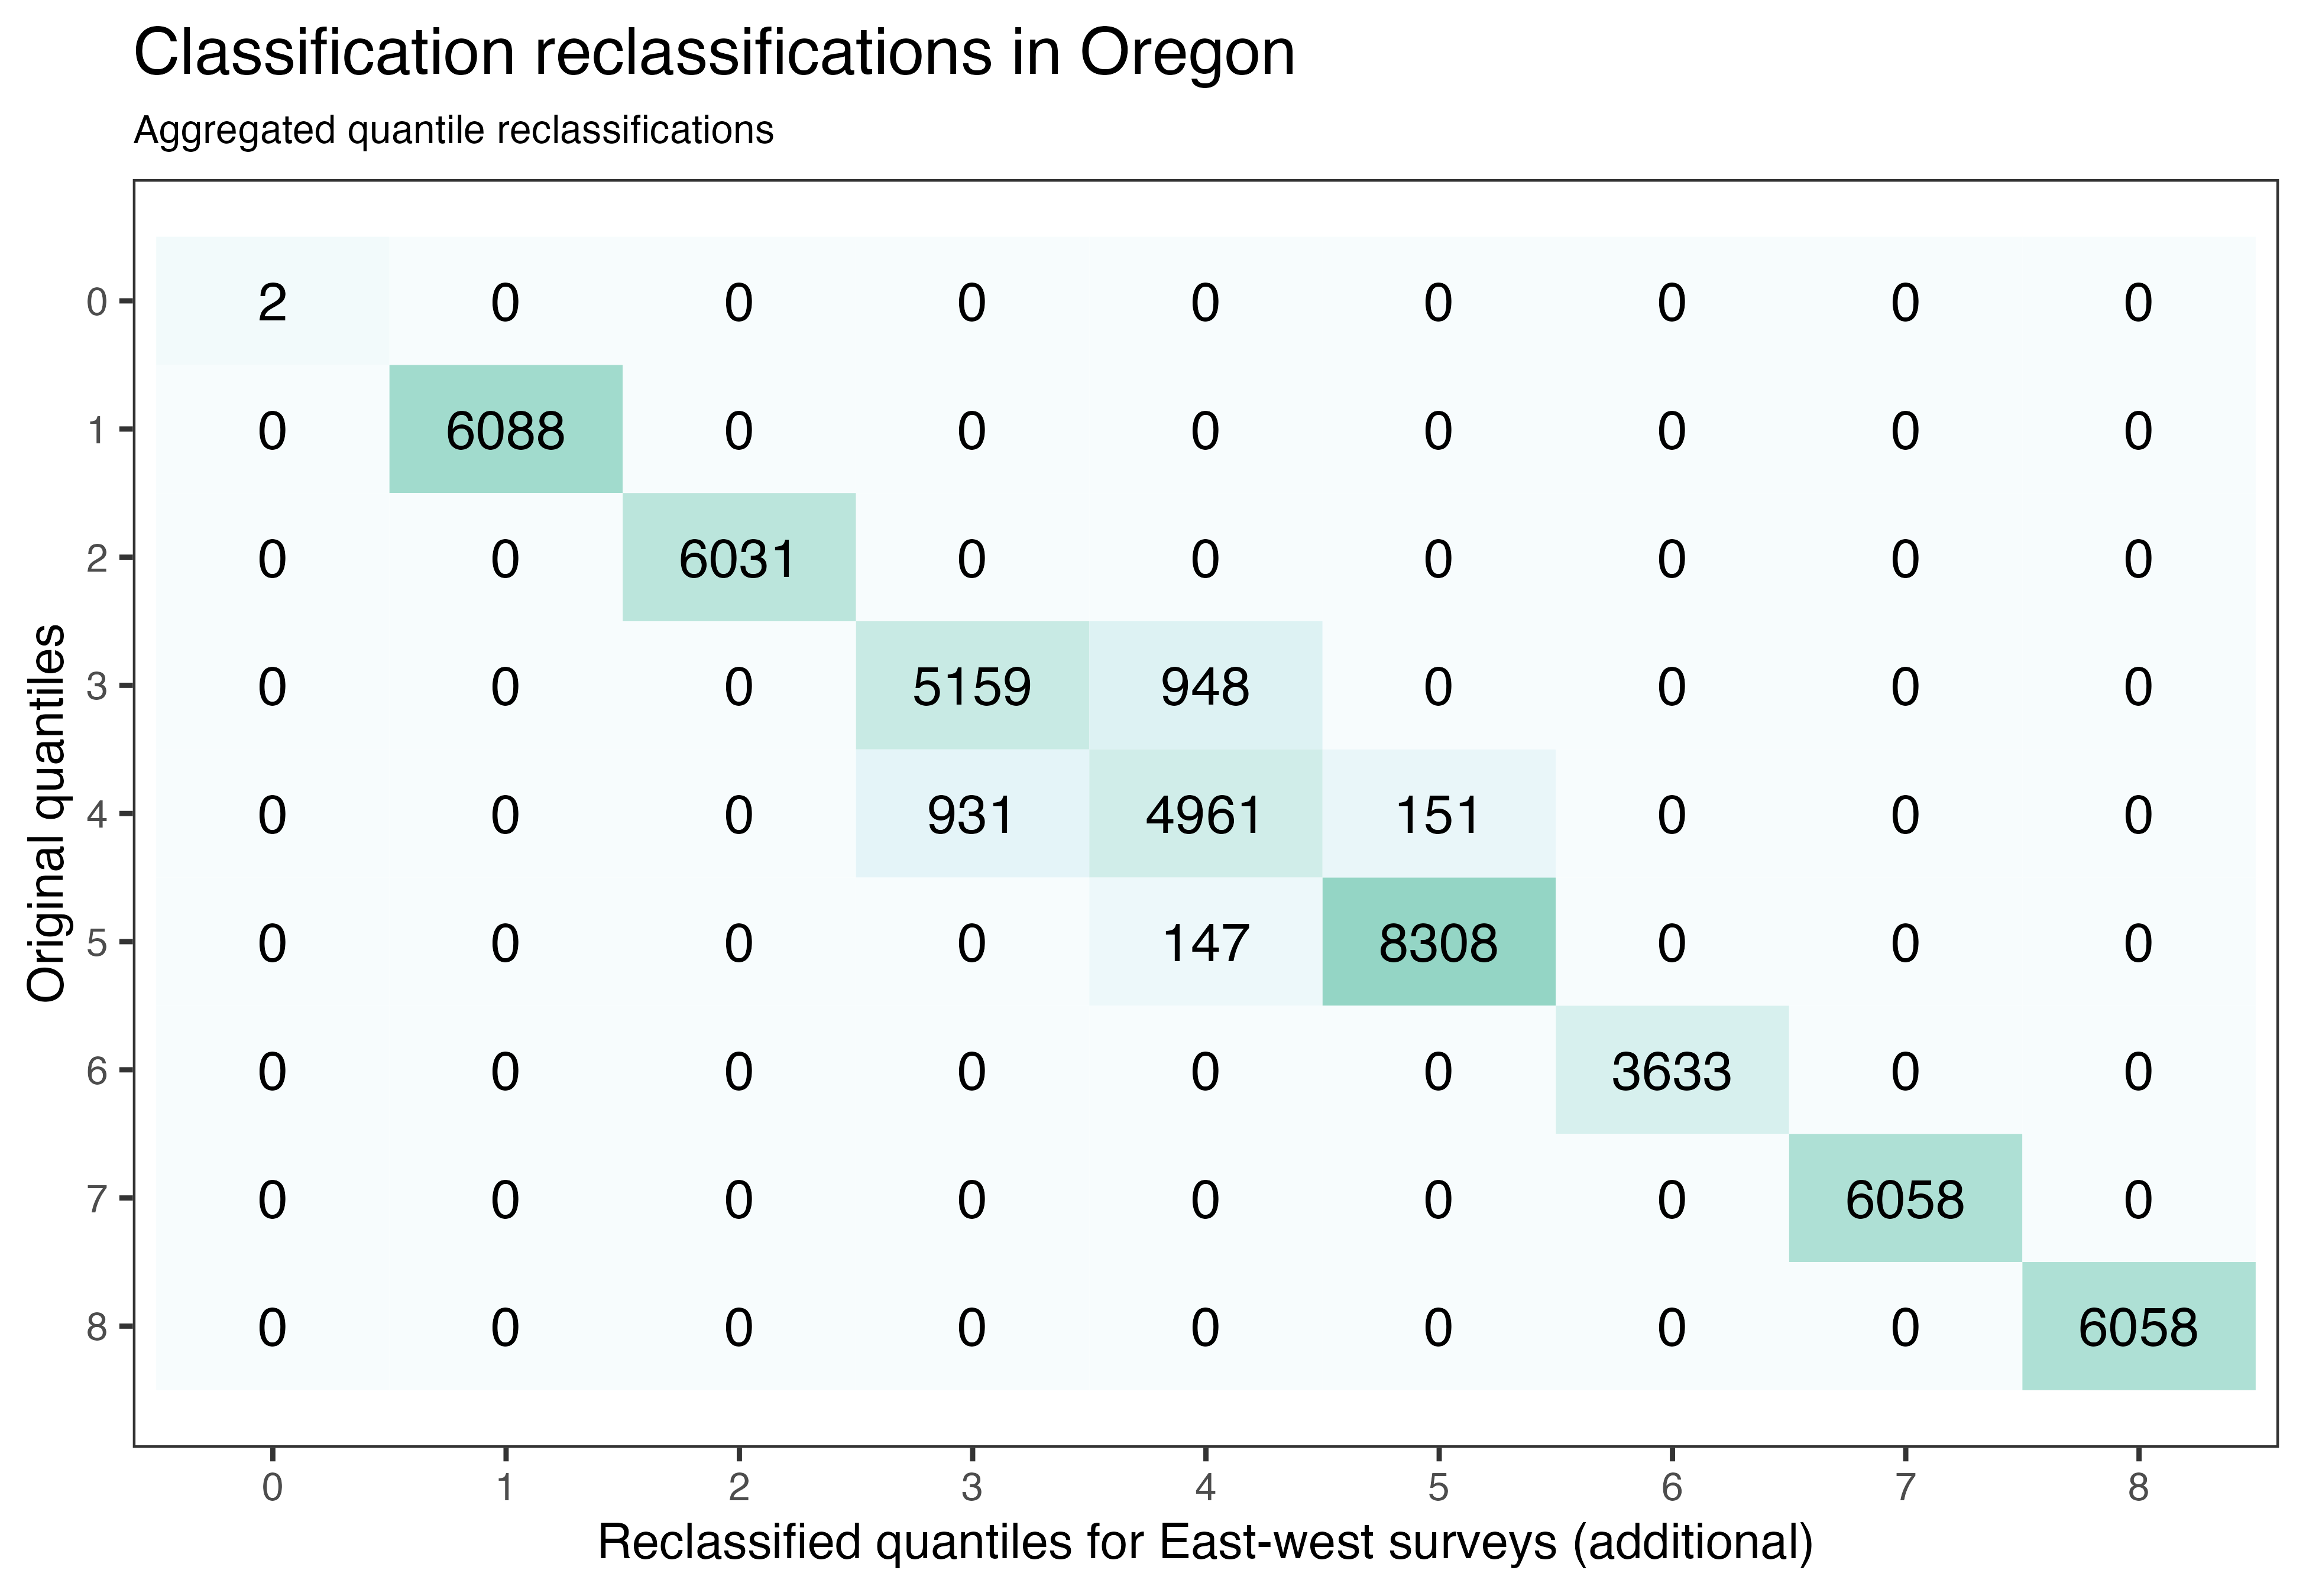 Classification reclassifications in Oregon
Aggregated quantile reclassifications
Original quantiles
0 2 0 0 0 0 0 0 0 0
1 0 6088 0 0 0 0 0 0 0
2 0 0 6031 0 0 0 0 0 0
3 0 0 0 5159 948 0 0 0 0
4 0 0 0 931 4961 151 0 0 0
5 0 0 0 0 147 8308 0 0 0
6 0 0 0 0 0 0 3633 0 0
7 0 0 0 0 0 0 0 6058 0
8 0 0 0 0 0 0 0 0 6058
0 1 2 3 4 5 6 7 8
Reclassified quantiles for East-west surveys (additional)